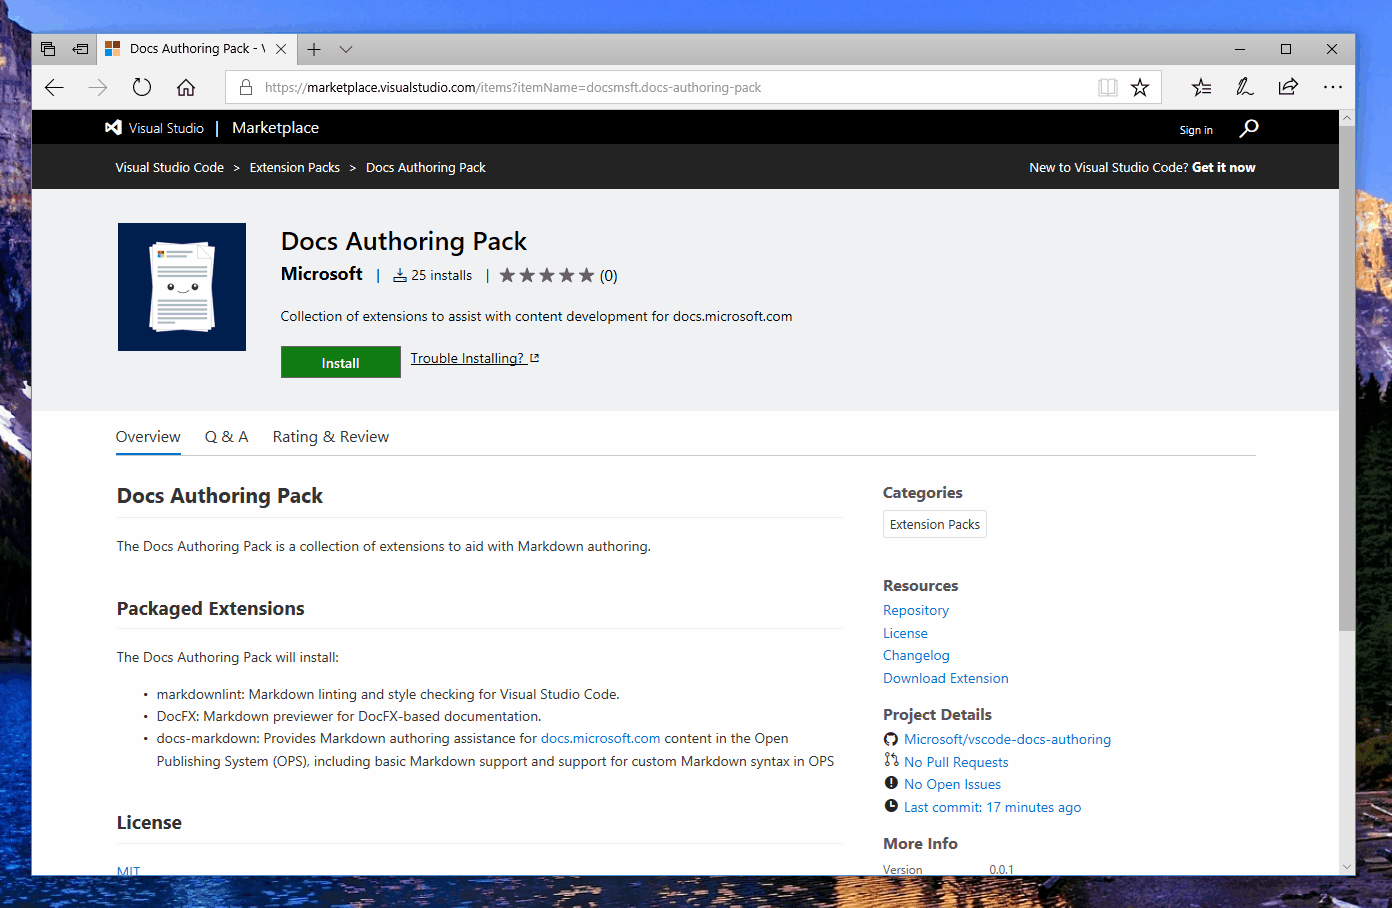 Docs Authoring Pack - V
https://marketplace.visualstudio.com/items?itemName=docsmsft.docs-authoring-pack
Visual Studio | Marketplace
Sign in
Visual Studio Code > Extension Packs > Docs Authoring Pack
New to Visual Studio Code? Get it now
Docs Authoring Pack
Microsoft | 25 installs | (0)
Collection of extensions to assist with content development for docs.microsoft.com
Install
Trouble Installing?
Overview Q & A Rating & Review
Docs Authoring Pack
The Docs Authoring Pack is a collection of extensions to aid with Markdown authoring.
Packaged Extensions
The Docs Authoring Pack will install:
• markdownlint: Markdown linting and style checking for Visual Studio Code.
• DocFX: Markdown previewer for DocFX-based documentation.
• docs-markdown: Provides Markdown authoring assistance for docs.microsoft.com content in the Open
Publishing System (OPS), including basic Markdown support and support for custom Markdown syntax in OPS
License
MIT
Categories
Extension Packs
Resources
Repository
License
Changelog
Download Extension
Project Details
Microsoft/vscode-docs-authoring
No Pull Requests
No Open Issues
Last commit: 17 minutes ago
More Info
Version 0.0.1